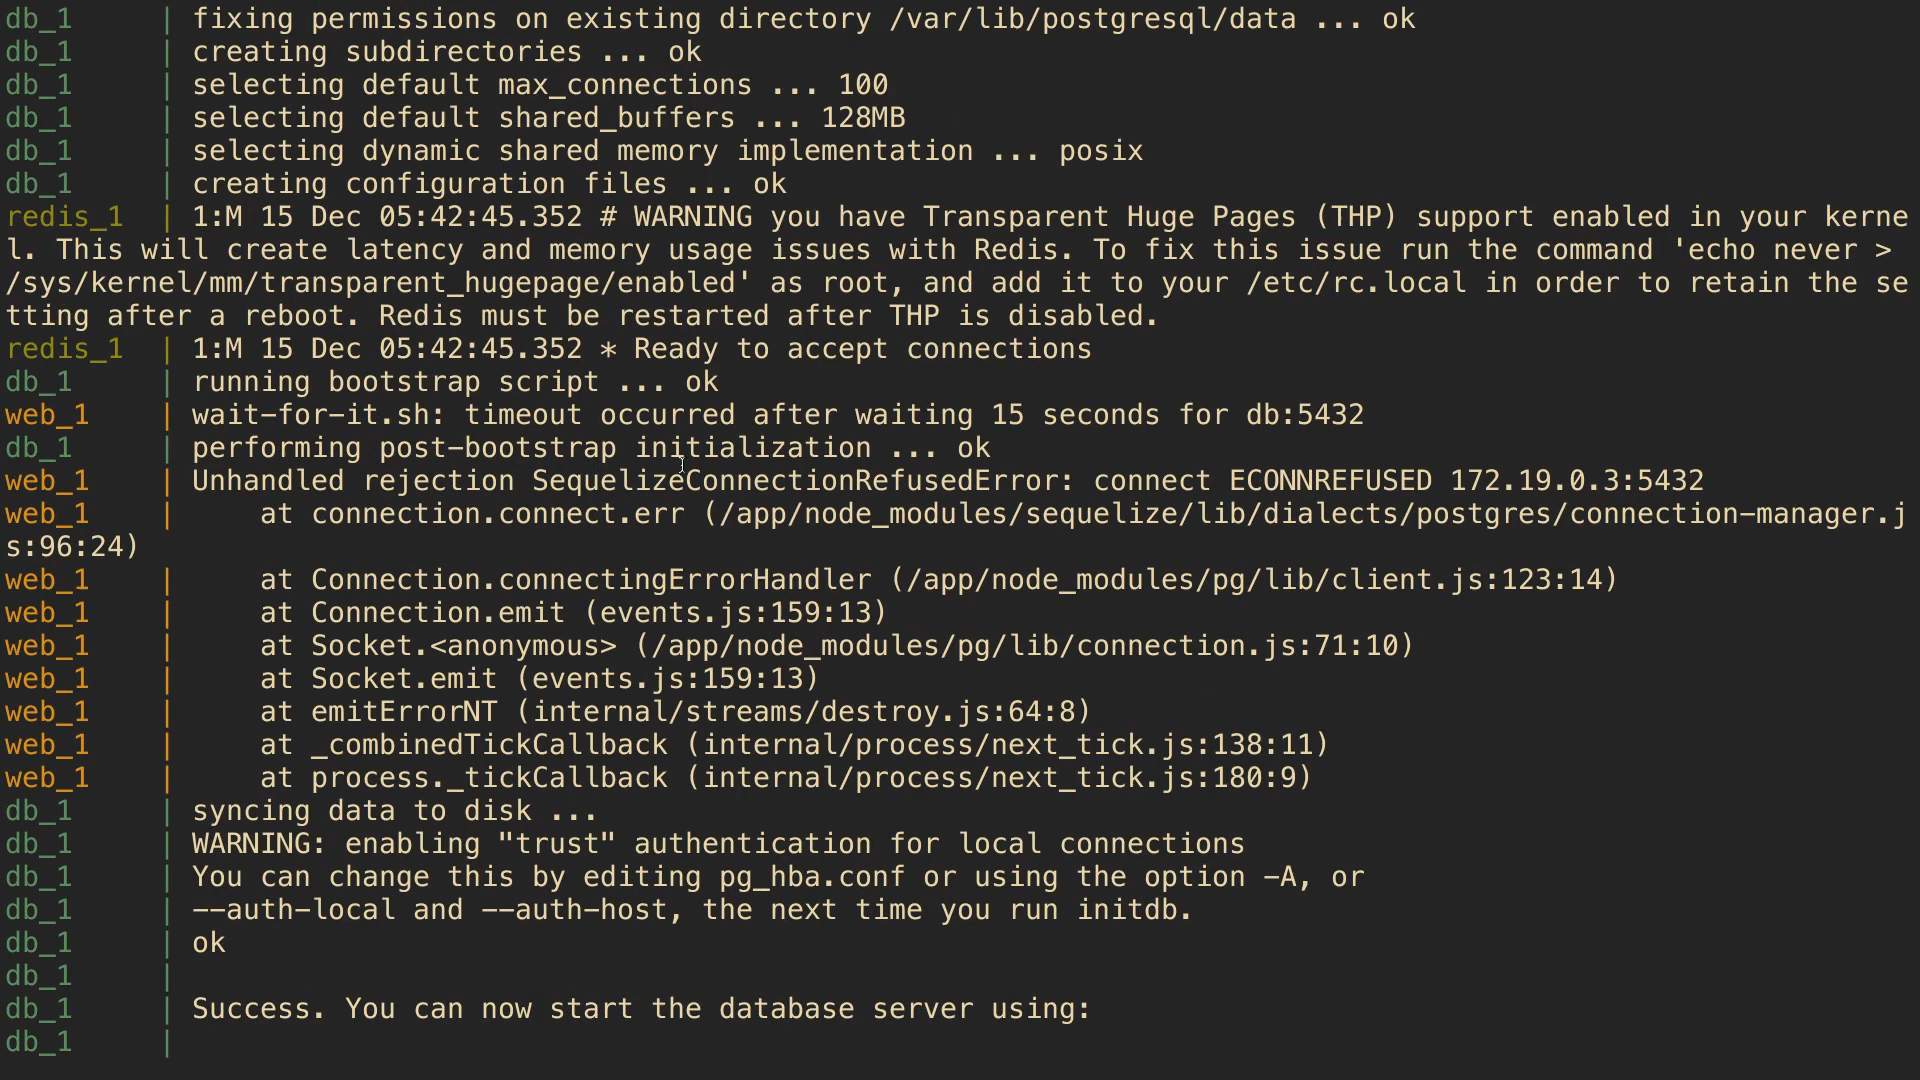 db_1     | fixing permissions on existing directory /var/lib/postgresql/data ... ok
db_1     | creating subdirectories ... ok
db_1     | selecting default max_connections ... 100
db_1     | selecting default shared_buffers ... 128MB
db_1     | selecting dynamic shared memory implementation ... posix
db_1     | creating configuration files ... ok
redis_1  | 1:M 15 Dec 05:42:45.352 # WARNING you have Transparent Huge Pages (THP) support enabled in your kerne
l. This will create latency and memory usage issues with Redis. To fix this issue run the command 'echo never >
/sys/kernel/mm/transparent_hugepage/enabled' as root, and add it to your /etc/rc.local in order to retain the se
tting after a reboot. Redis must be restarted after THP is disabled.
redis_1  | 1:M 15 Dec 05:42:45.352 * Ready to accept connections
db_1     | running bootstrap script ... ok
web_1    | wait-for-it.sh: timeout occurred after waiting 15 seconds for db:5432
db_1     | performing post-bootstrap initialization ... ok
web_1    | Unhandled rejection SequelizeConnectionRefusedError: connect ECONNREFUSED 172.19.0.3:5432
web_1    |     at connection.connect.err (/app/node_modules/sequelize/lib/dialects/postgres/connection-manager.j
s:96:24)
web_1    |     at Connection.connectingErrorHandler (/app/node_modules/pg/lib/client.js:123:14)
web_1    |     at Connection.emit (events.js:159:13)
web_1    |     at Socket.<anonymous> (/app/node_modules/pg/lib/connection.js:71:10)
web_1    |     at Socket.emit (events.js:159:13)
web_1    |     at emitErrorNT (internal/streams/destroy.js:64:8)
web_1    |     at _combinedTickCallback (internal/process/next_tick.js:138:11)
web_1    |     at process._tickCallback (internal/process/next_tick.js:180:9)
db_1     | syncing data to disk ...
db_1     | WARNING: enabling "trust" authentication for local connections
db_1     | You can change this by editing pg_hba.conf or using the option -A, or
db_1     | --auth-local and --auth-host, the next time you run initdb.
db_1     | ok
db_1     |
db_1     | Success. You can now start the database server using:
db_1     |